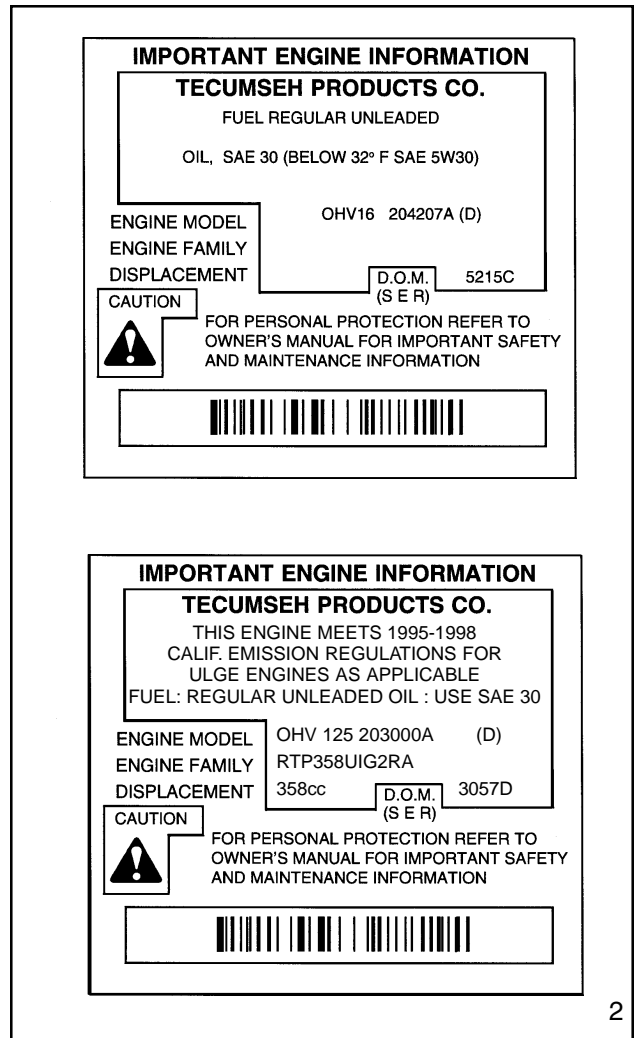 IMPORTANT ENGINE INFORMATION
TECUMSEH PRODUCTS CO.
FUEL REGULAR UNLEADED
OIL, SAE 30 (BELOW 32º F SAE 5W30)
ENGINE MODEL OHV16 204207A (D)
ENGINE FAMILY
DISPLACEMENT D.O.M. 5215C
(S E R)
CAUTION
FOR PERSONAL PROTECTION REFER TO
OWNER'S MANUAL FOR IMPORTANT SAFETY
AND MAINTENANCE INFORMATION
IMPORTANT ENGINE INFORMATION
TECUMSEH PRODUCTS CO.
THIS ENGINE MEETS 1995-1998
CALIF. EMISSION REGULATIONS FOR
ULGE ENGINES AS APPLICABLE
FUEL: REGULAR UNLEADED OIL : USE SAE 30
ENGINE MODEL OHV 125 203000A (D)
ENGINE FAMILY RTP358UIG2RA
DISPLACEMENT 358cc D.O.M. 3057D
(S E R)
CAUTION
FOR PERSONAL PROTECTION REFER TO
OWNER'S MANUAL FOR IMPORTANT SAFETY
AND MAINTENANCE INFORMATION
2